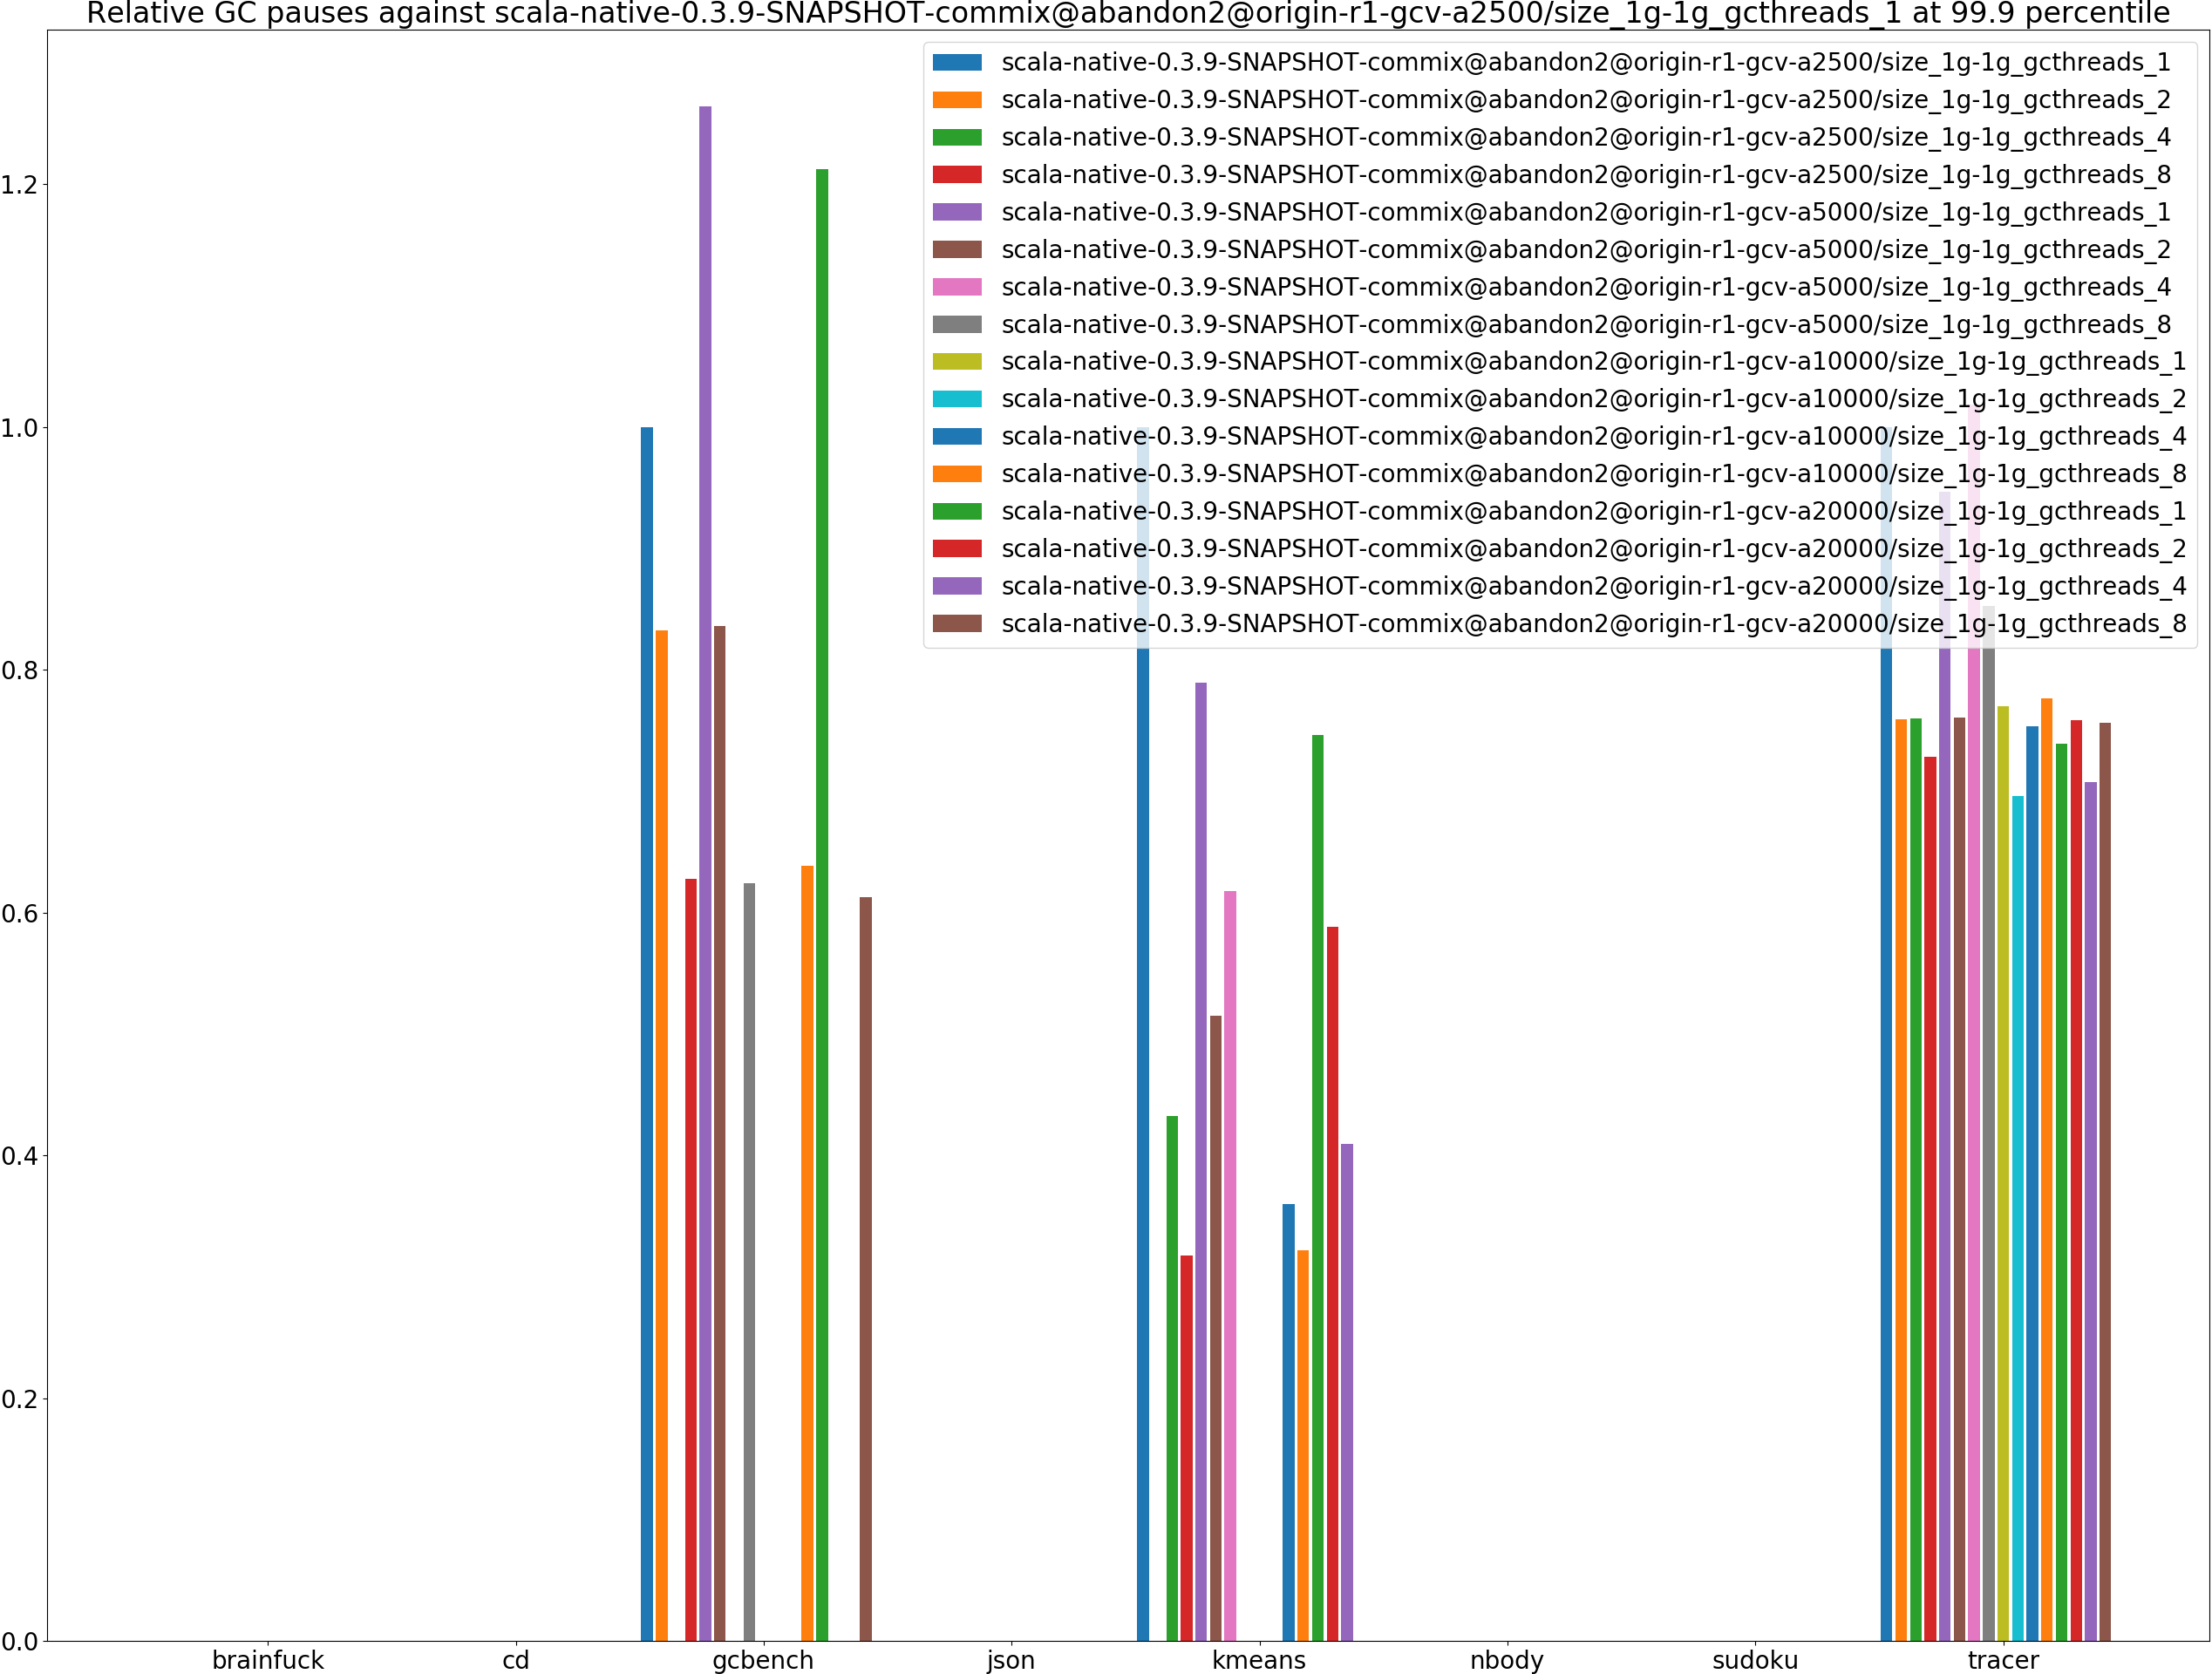 Relative GC pauses against scala-native-0.3.9-SNAPSHOT-commix@abandon2@origin-r1-gcv-a2500/size_1g-1g_gcthreads_1 at 99.9 percentile
scala-native-0.3.9-SNAPSHOT-commix@abandon2@origin-r1-gcv-a2500/size_1g-1g_gcthreads_1
scala-native-0.3.9-SNAPSHOT-commix@abandon2@origin-r1-gcv-a2500/size_1g-1g_gcthreads_2
scala-native-0.3.9-SNAPSHOT-commix@abandon2@origin-r1-gcv-a2500/size_1g-1g_gcthreads_4
scala-native-0.3.9-SNAPSHOT-commix@abandon2@origin-r1-gcv-a2500/size_1g-1g_gcthreads_8
scala-native-0.3.9-SNAPSHOT-commix@abandon2@origin-r1-gcv-a5000/size_1g-1g_gcthreads_1
scala-native-0.3.9-SNAPSHOT-commix@abandon2@origin-r1-gcv-a5000/size_1g-1g_gcthreads_2
scala-native-0.3.9-SNAPSHOT-commix@abandon2@origin-r1-gcv-a5000/size_1g-1g_gcthreads_4
scala-native-0.3.9-SNAPSHOT-commix@abandon2@origin-r1-gcv-a5000/size_1g-1g_gcthreads_8
scala-native-0.3.9-SNAPSHOT-commix@abandon2@origin-r1-gcv-a10000/size_1g-1g_gcthreads_1
scala-native-0.3.9-SNAPSHOT-commix@abandon2@origin-r1-gcv-a10000/size_1g-1g_gcthreads_2
scala-native-0.3.9-SNAPSHOT-commix@abandon2@origin-r1-gcv-a10000/size_1g-1g_gcthreads_4
scala-native-0.3.9-SNAPSHOT-commix@abandon2@origin-r1-gcv-a10000/size_1g-1g_gcthreads_8
scala-native-0.3.9-SNAPSHOT-commix@abandon2@origin-r1-gcv-a20000/size_1g-1g_gcthreads_1
scala-native-0.3.9-SNAPSHOT-commix@abandon2@origin-r1-gcv-a20000/size_1g-1g_gcthreads_2
scala-native-0.3.9-SNAPSHOT-commix@abandon2@origin-r1-gcv-a20000/size_1g-1g_gcthreads_4
scala-native-0.3.9-SNAPSHOT-commix@abandon2@origin-r1-gcv-a20000/size_1g-1g_gcthreads_8
1.2
1.0
0.8
0.6
0.4
0.2
0.0
brainfuck cd gcbench json kmeans nbody sudoku tracer